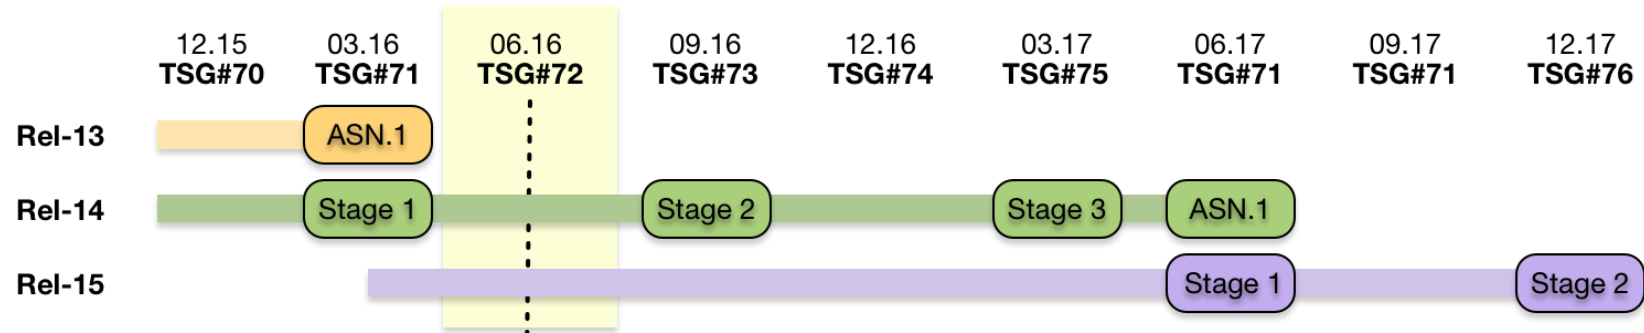 12.15 03.16 06.16 09.16 12.16 03.17 06.17 09.17 12.17
TSG#70 TSG#71 TSG#72 TSG#73 TSG#74 TSG#75 TSG#71 TSG#71 TSG#76
Rel-13 ASN.1
Rel-14 Stage 1 Stage 2 Stage 3 ASN.1
Rel-15 Stage 1 Stage 2